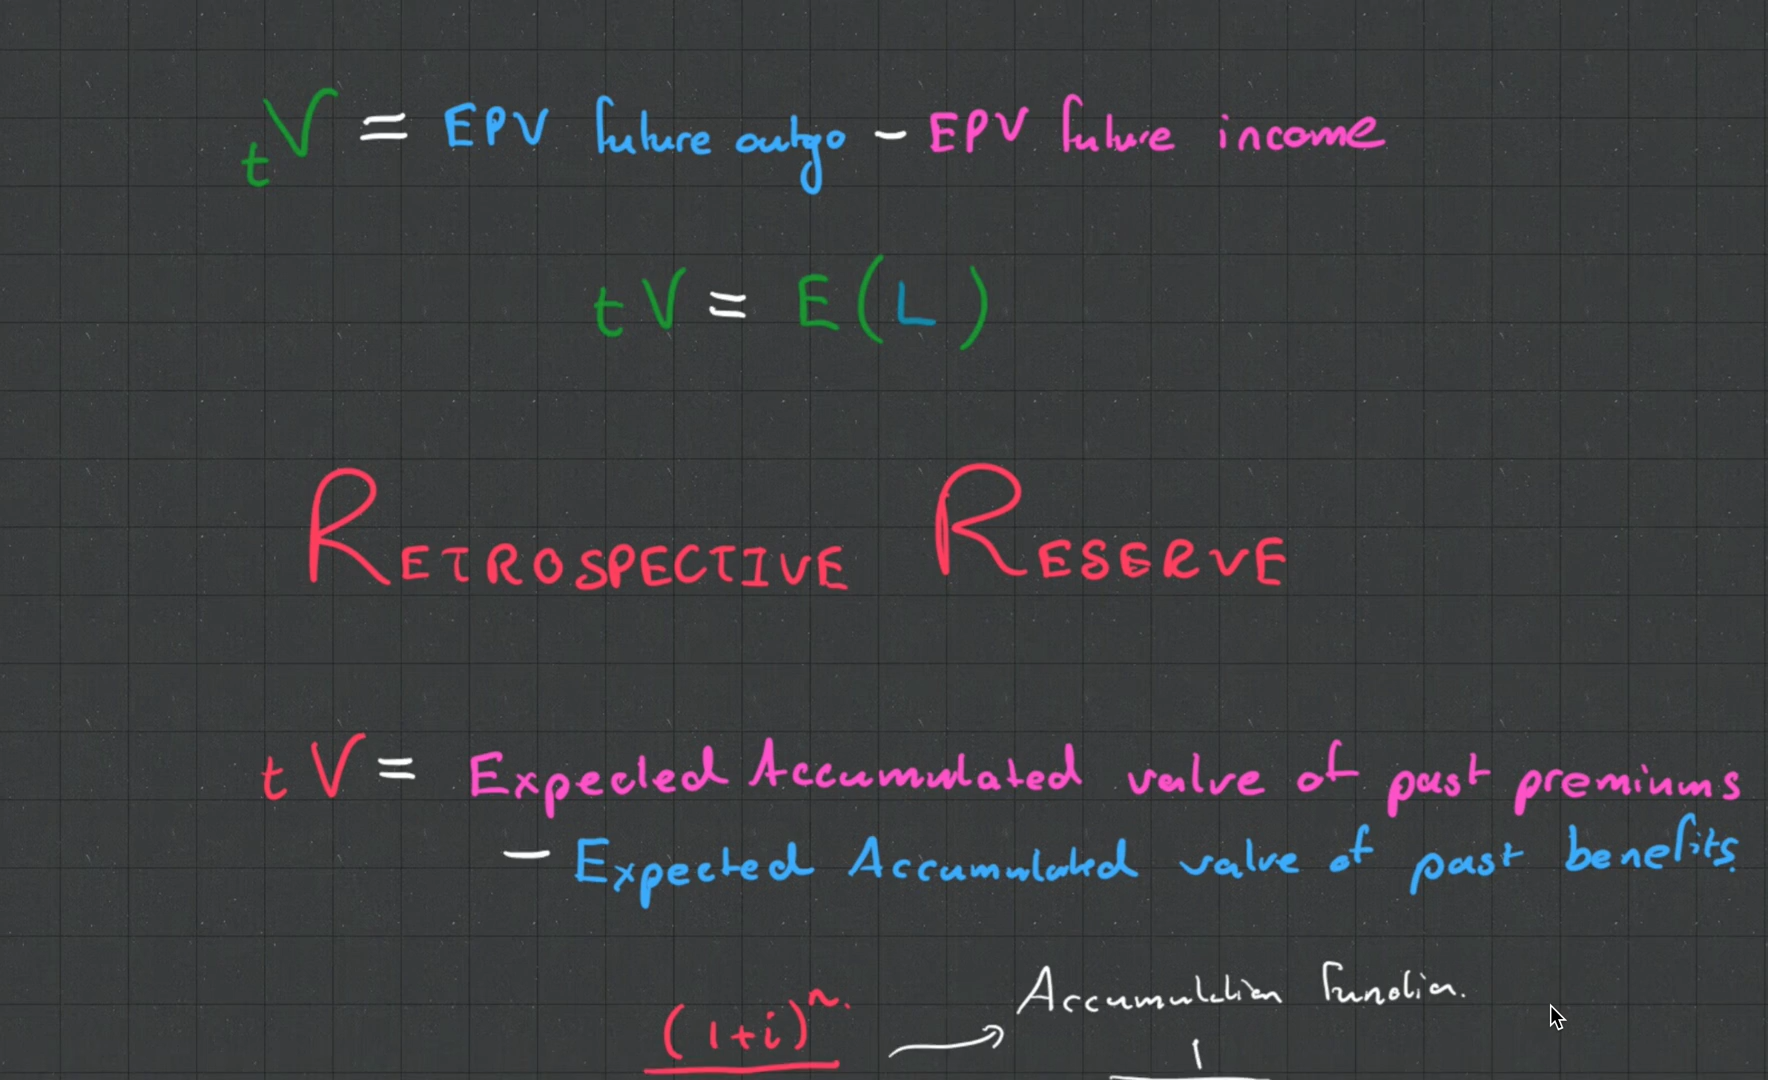 tV = EPV future outgo - EPV future income
tV = E(L)
RETROSPECTIVE RESERVE
tV = Expected Accumulated value of past premiums
- Expected Accumulated value of past benefits.
(1+i)^n. → Accumulation function.
1